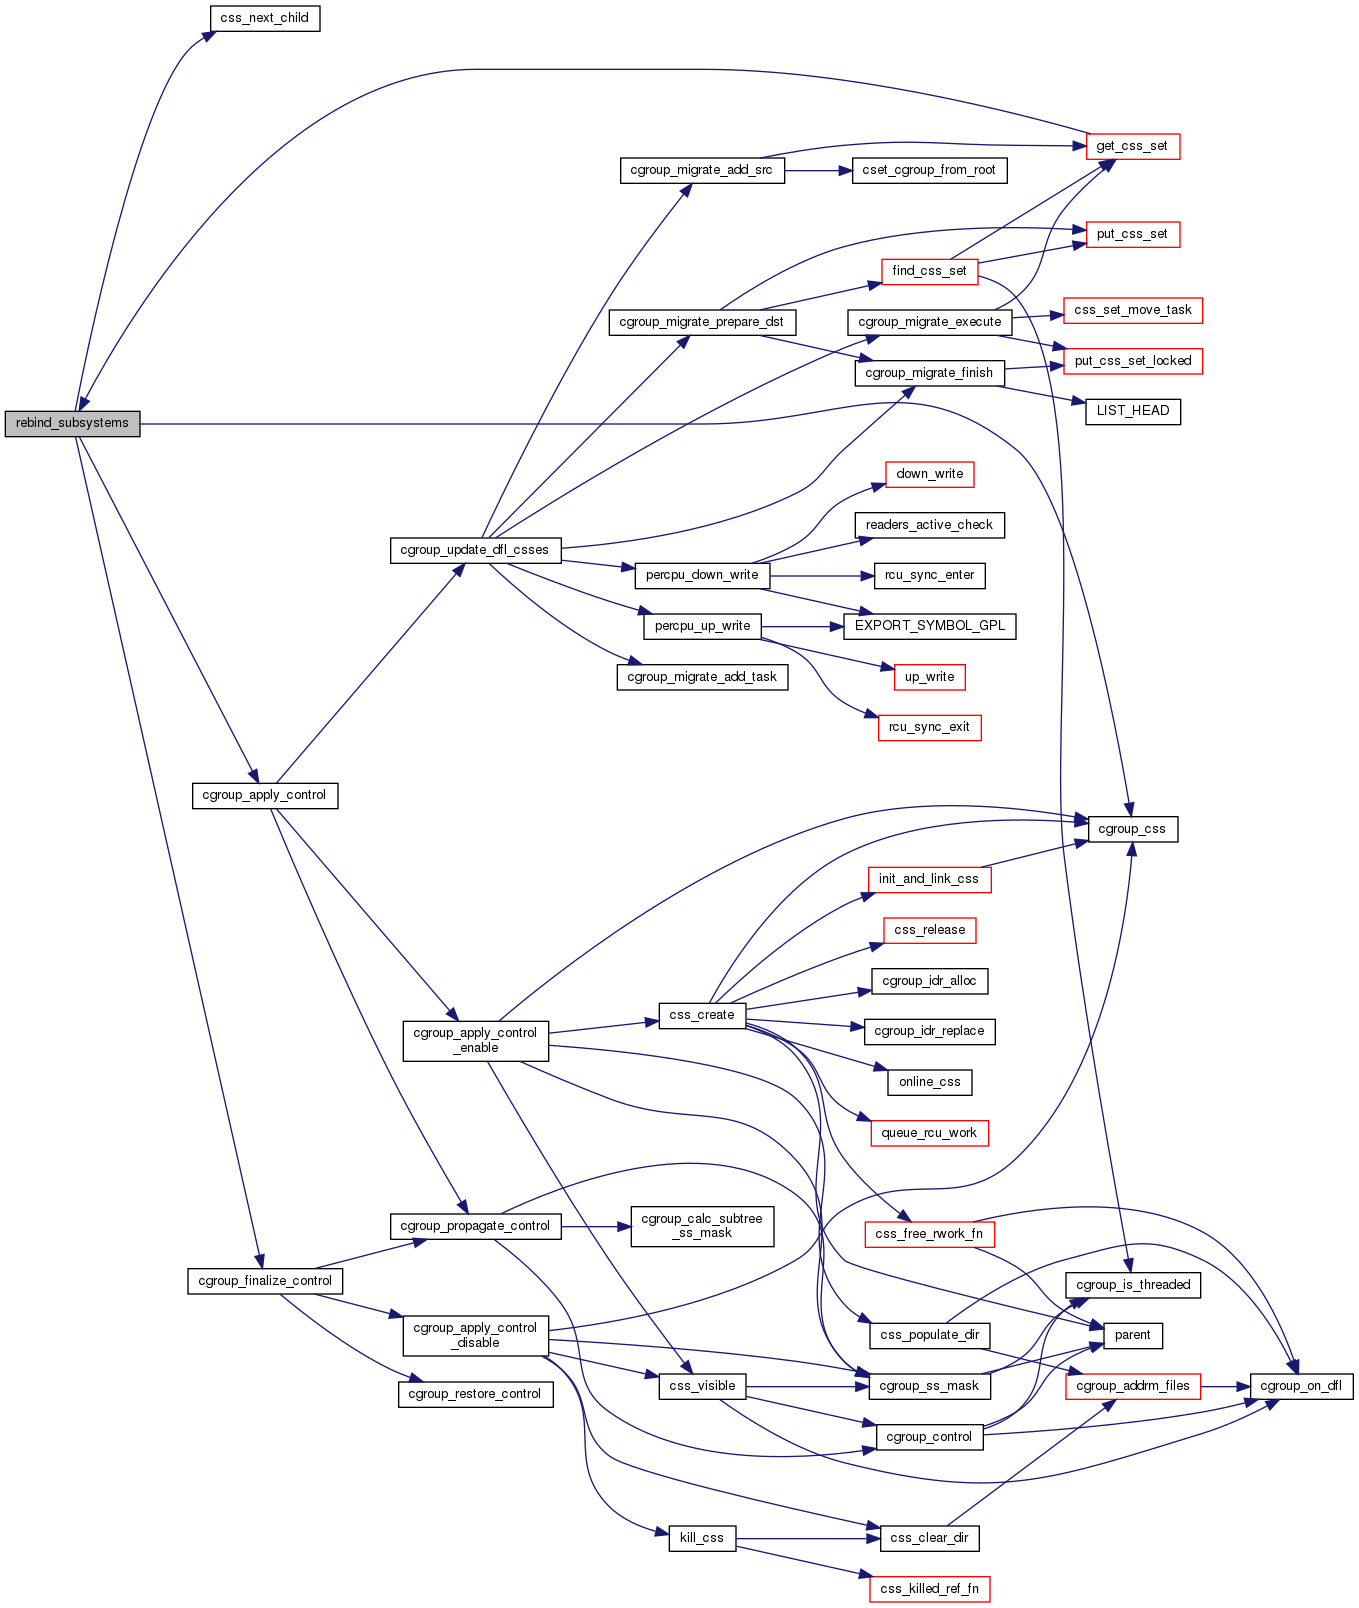 css_next_child
get_css_set
cgroup_migrate_add_src
cset_cgroup_from_root
put_css_set
find_css_set
css_set_move_task
cgroup_migrate_prepare_dst
cgroup_migrate_execute
put_css_set_locked
cgroup_migrate_finish
LIST_HEAD
rebind_subsystems
down_write
readers_active_check
cgroup_update_dfl_csses
percpu_down_write
rcu_sync_enter
percpu_up_write
EXPORT_SYMBOL_GPL
cgroup_migrate_add_task
up_write
rcu_sync_exit
cgroup_apply_control
cgroup_css
init_and_link_css
css_release
cgroup_idr_alloc
css_create
cgroup_idr_replace
cgroup_apply_control
_enable
online_css
queue_rcu_work
cgroup_propagate_control
cgroup_calc_subtree
_ss_mask
css_free_rwork_fn
cgroup_finalize_control
cgroup_is_threaded
cgroup_apply_control
_disable
css_populate_dir
parent
cgroup_restore_control
css_visible
cgroup_ss_mask
cgroup_addrm_files
cgroup_on_dfl
cgroup_control
kill_css
css_clear_dir
css_killed_ref_fn